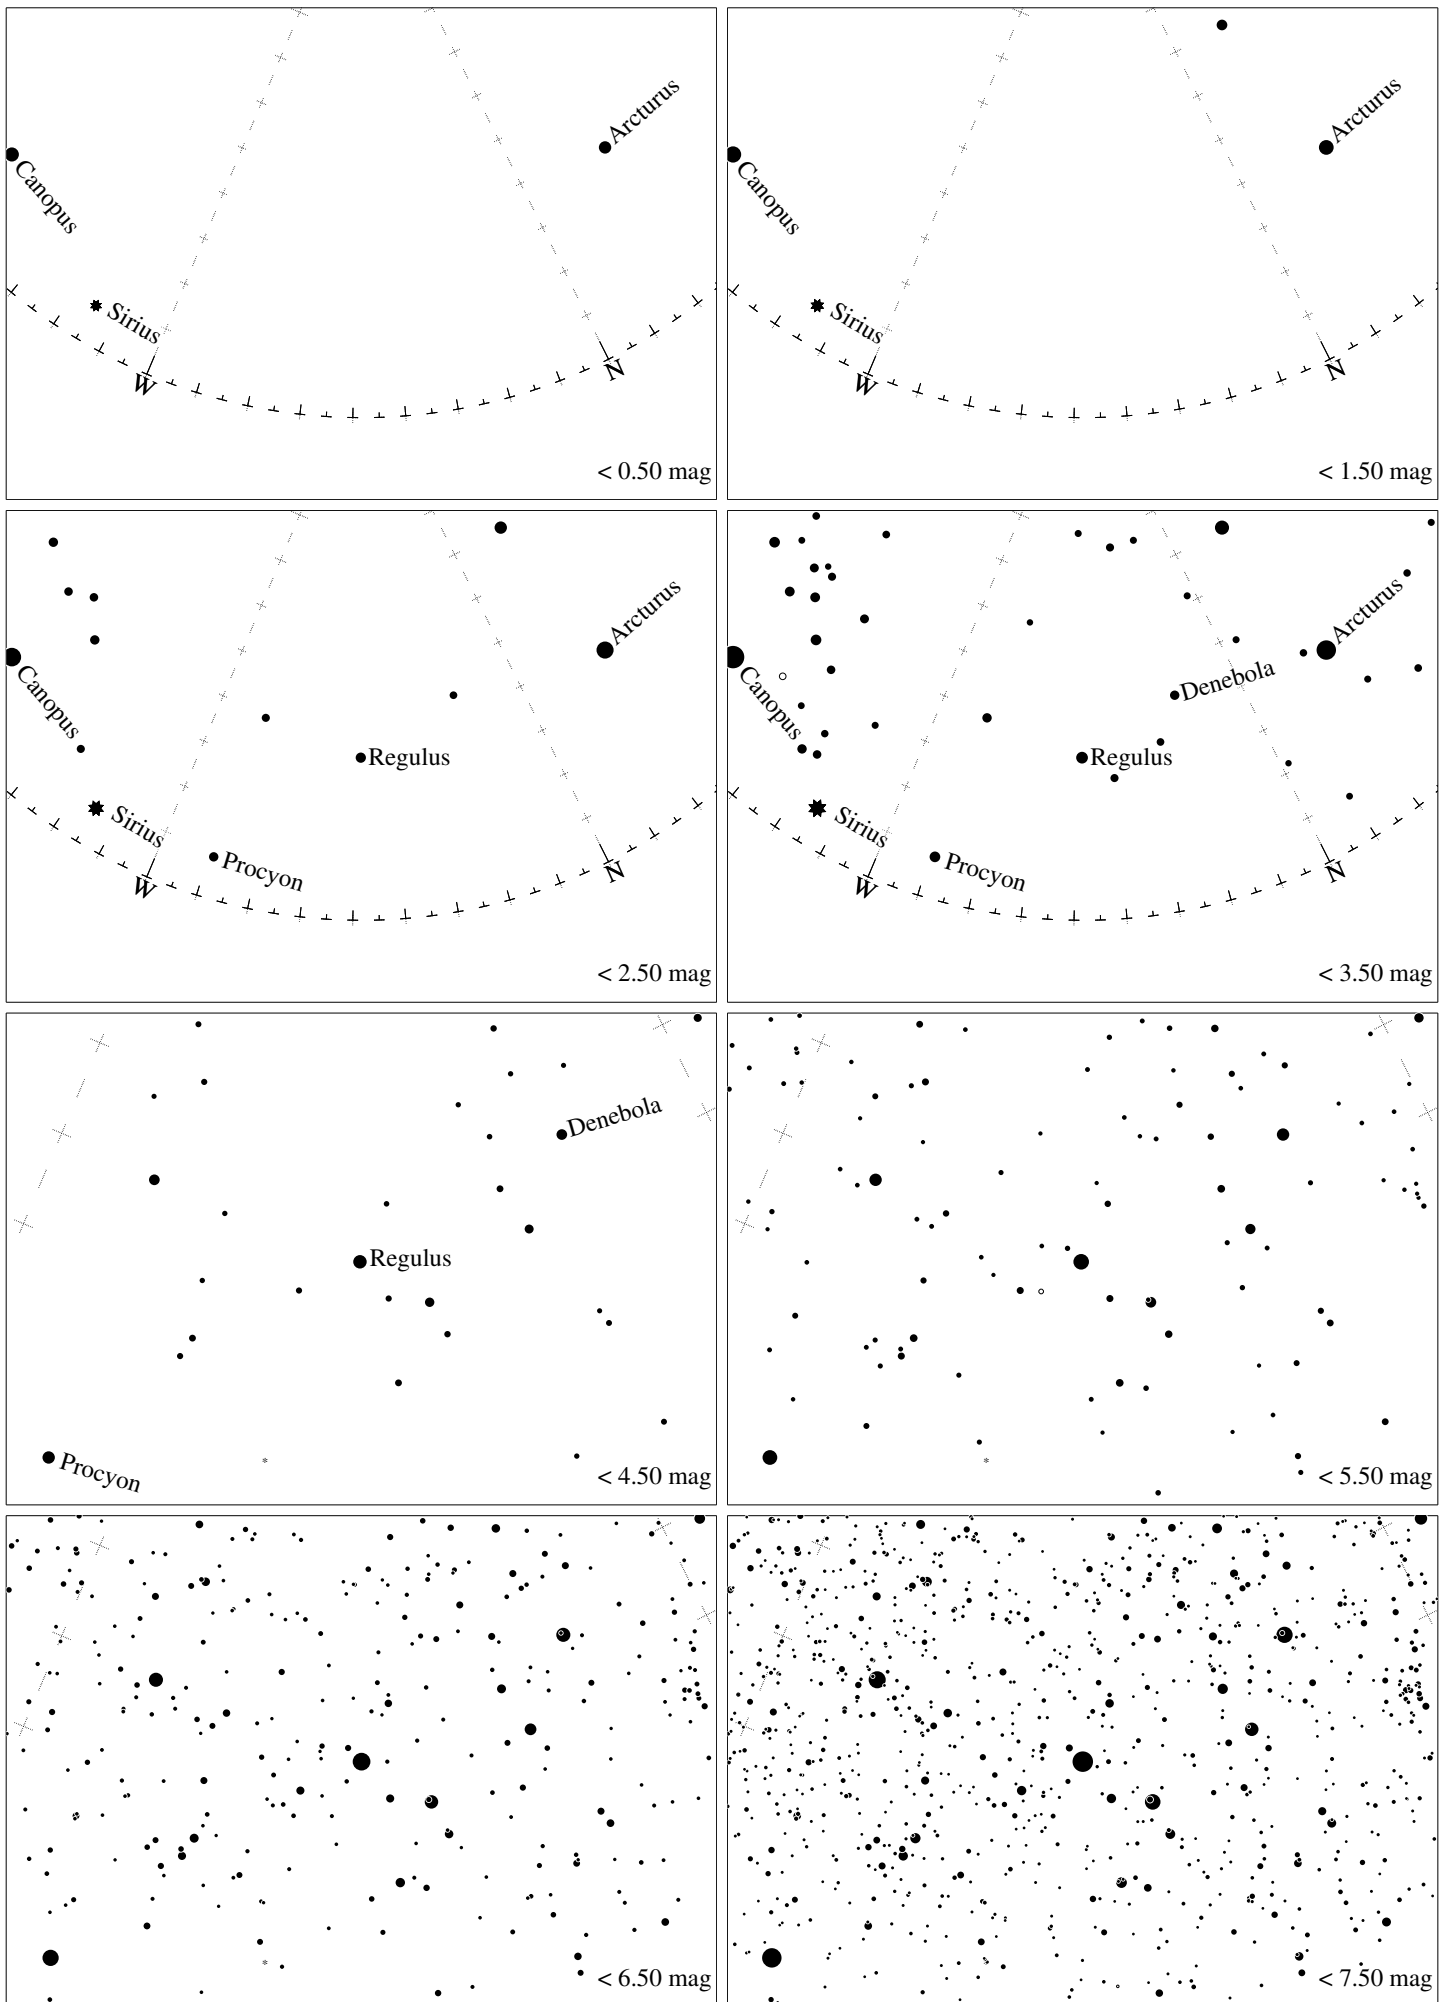 Arcturus
Canopus
Sirius
W
N
< 0.50 mag
Arcturus
Canopus
Sirius
W
N
< 1.50 mag
Arcturus
Canopus
Regulus
Sirius
Procyon
W
N
< 2.50 mag
Arcturus
Denebola
Canopus
Regulus
Sirius
Procyon
W
N
< 3.50 mag
Denebola
Regulus
Procyon
< 4.50 mag
< 5.50 mag
< 6.50 mag
< 7.50 mag